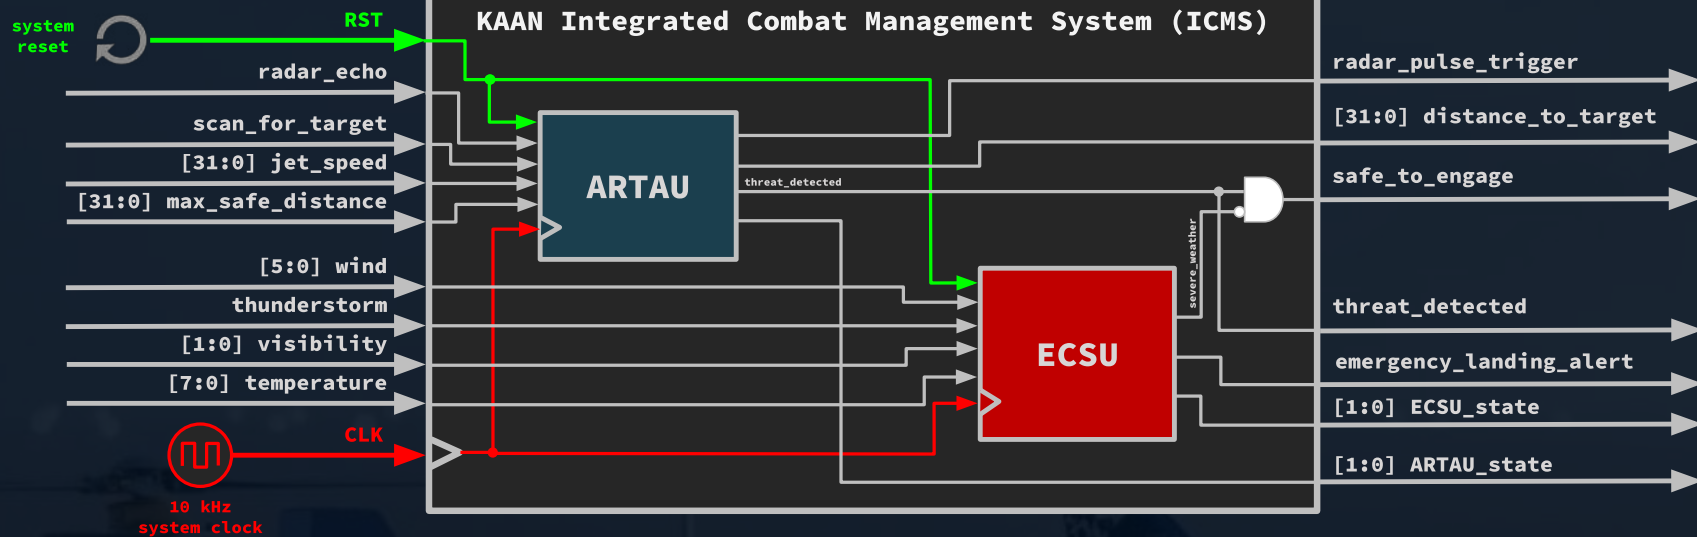 KAAN Integrated Combat Management System (ICMS)
system
reset
RST
radar_echo
scan_for_target
[31:0] jet_speed
[31:0] max_safe_distance
[5:0] wind
thunderstorm
[1:0] visibility
[7:0] temperature
CLK
10 kHz
system clock
ARTAU
threat_detected
severe_weather
ECSU
radar_pulse_trigger
[31:0] distance_to_target
safe_to_engage
threat_detected
emergency_landing_alert
[1:0] ECSU_state
[1:0] ARTAU_state